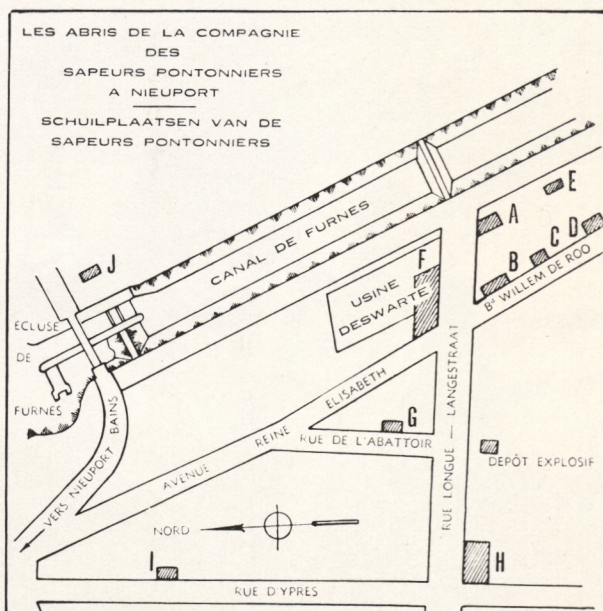 LES ABRIS DE LA COMPAGNIE
DES
SAPEURS PONTONNIERS
A NIEUPORT
SCHUILPLAATSEN VAN DE
SAPEURS PONTONNIERS
E
A
D
C
B
Bd WILLEM DE ROO
J
CANAL DE FURNES
F
USINE
DESWARTE
ECLUSE
DE
FURNES
VERS NIEUPORT BAINS
AVENUE REINE ELISABETH
G
RUE DE L'ABATTOIR
RUE LONGUE — LANGESTRAAT
DEPÔT EXPLOSIF
NORD
I
H
RUE D'YPRES